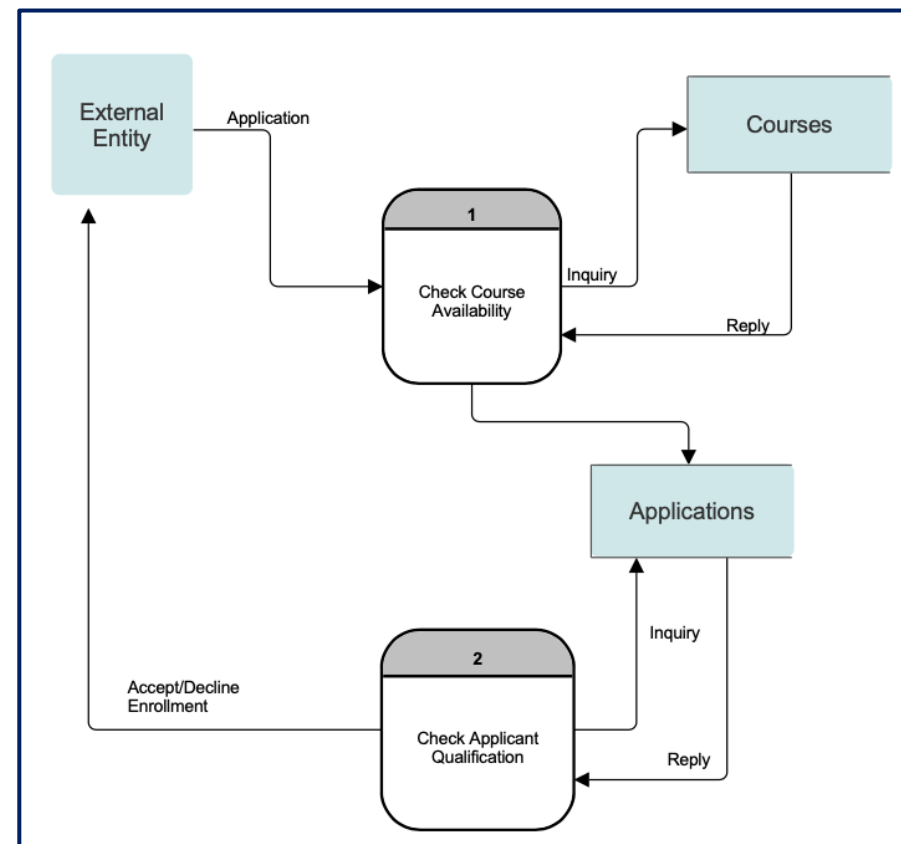 External
Entity
Application
Courses
1
Check Course
Availability
Inquiry
Reply
Applications
Inquiry
2
Accept/Decline
Enrollment
Check Applicant
Qualification
Reply